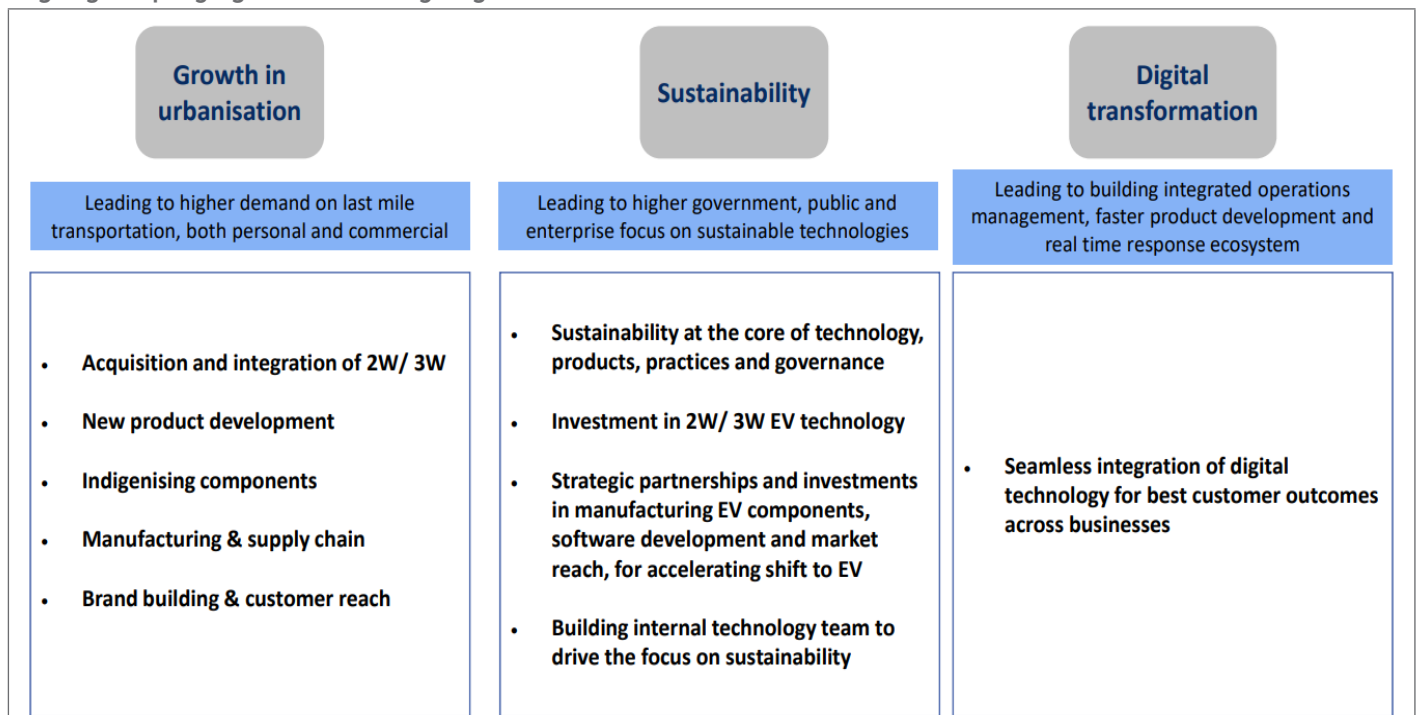 Growth in
urbanisation
Leading to higher demand on last mile
transportation, both personal and commercial
• Acquisition and integration of 2W/ 3W
• New product development
• Indigenising components
• Manufacturing & supply chain
• Brand building & customer reach
Sustainability
Leading to higher government, public and
enterprise focus on sustainable technologies
• Sustainability at the core of technology,
products, practices and governance
• Investment in 2W/ 3W EV technology
• Strategic partnerships and investments
in manufacturing EV components,
software development and market
reach, for accelerating shift to EV
• Building internal technology team to
drive the focus on sustainability
Digital
transformation
Leading to building integrated operations
management, faster product development and
real time response ecosystem
• Seamless integration of digital
technology for best customer outcomes
across businesses